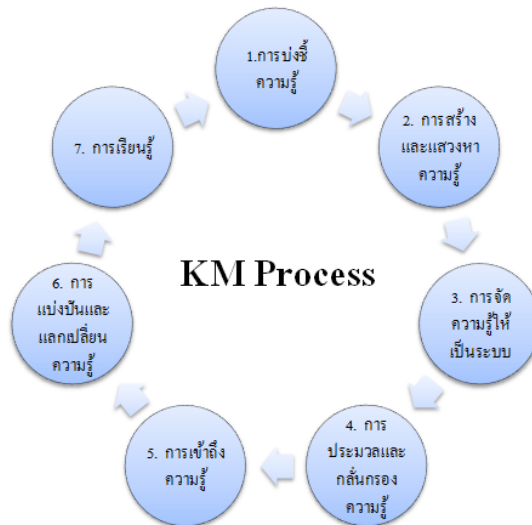 1.การบ่งชี้
ความรู้
2. การสร้าง
และแสวงหา
ความรู้
3. การจัด
ความรู้ให้
เป็นระบบ
4. การ
ประมวลและ
กลั่นกรอง
ความรู้
5. การเข้าถึง
ความรู้
6. การ
แบ่งปันและ
แลกเปลี่ยน
ความรู้
7. การเรียนรู้
KM Process